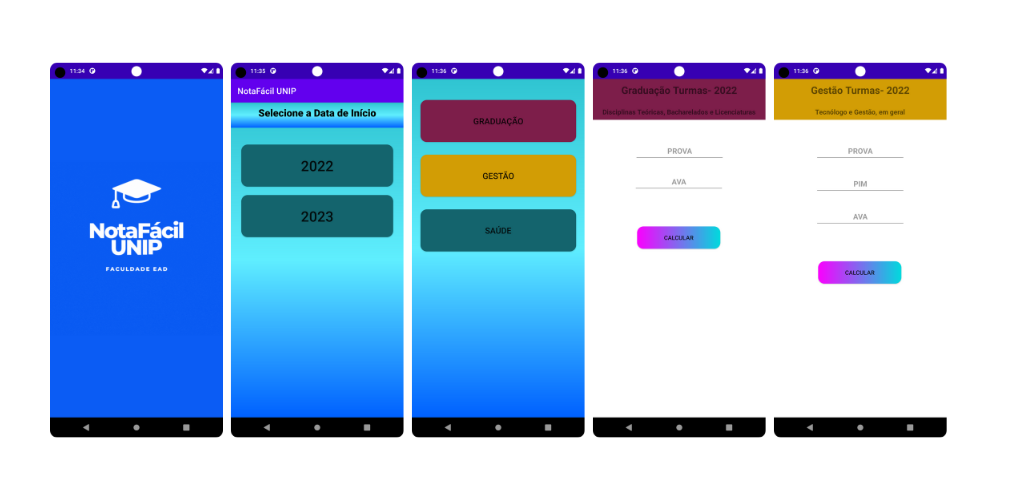 11:34
NotaFácil
UNIP
FACULDADE EAD
11:35
NotaFácil UNIP
Selecione a Data de Início
2022
2023
11:36
GRADUAÇÃO
GESTÃO
SAÚDE
11:36
Graduação Turmas- 2022
Disciplinas Teóricas, Bacharelados e Licenciaturas
PROVA
AVA
CALCULAR
11:36
Gestão Turmas- 2022
Tecnólogo e Gestão, em geral
PROVA
PIM
AVA
CALCULAR